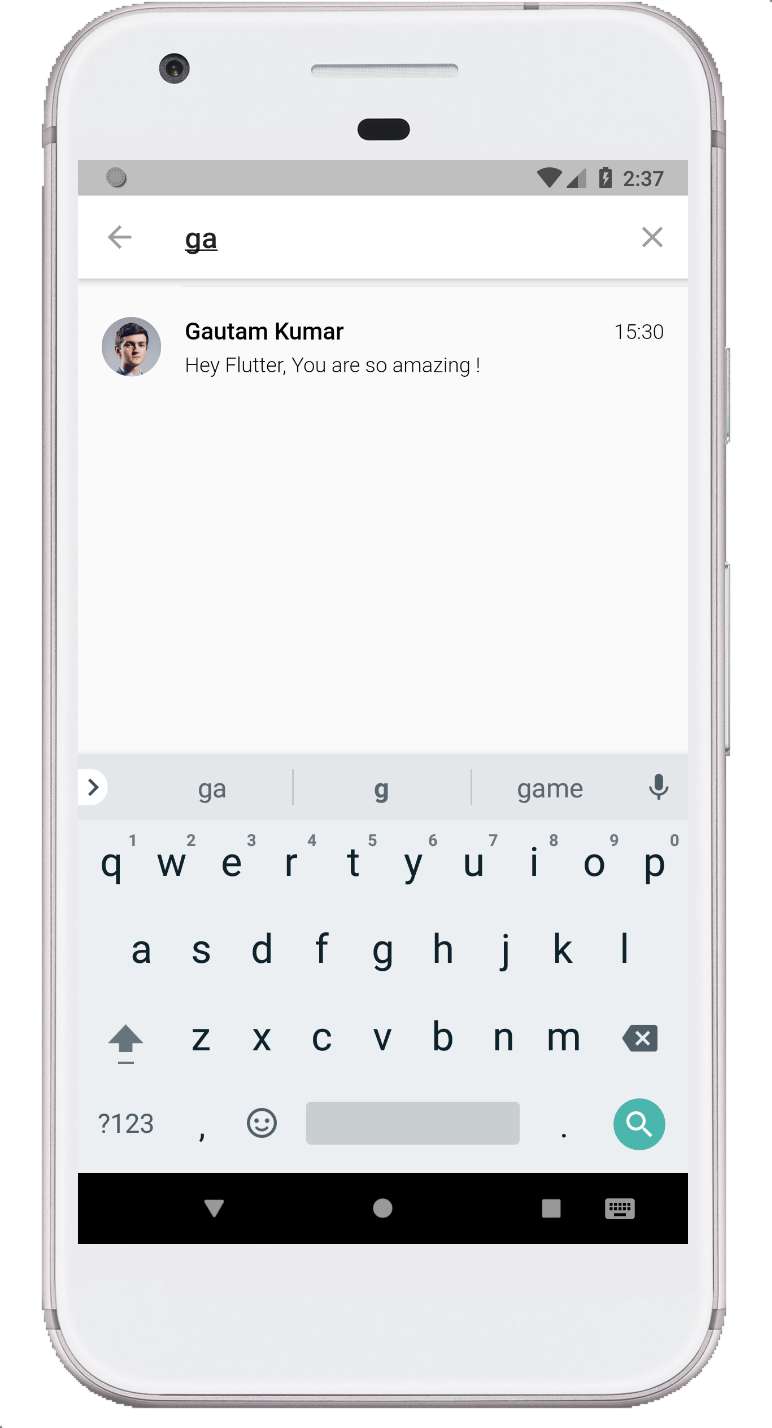 2:37
ga
Gautam Kumar 15:30
Hey Flutter, You are so amazing !
ga g game
1 2 3 4 5 6 7 8 9 0
q w e r t y u i o p
a s d f g h j k l
z x c v b n m
?123 , .